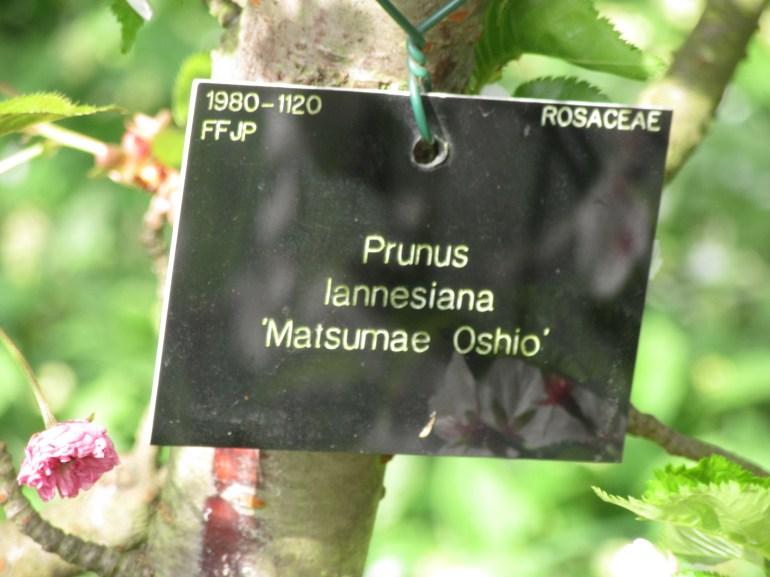 1980-1120
FFJP
ROSACEAE
Prunus
lannesiana
'Matsumae Oshio'